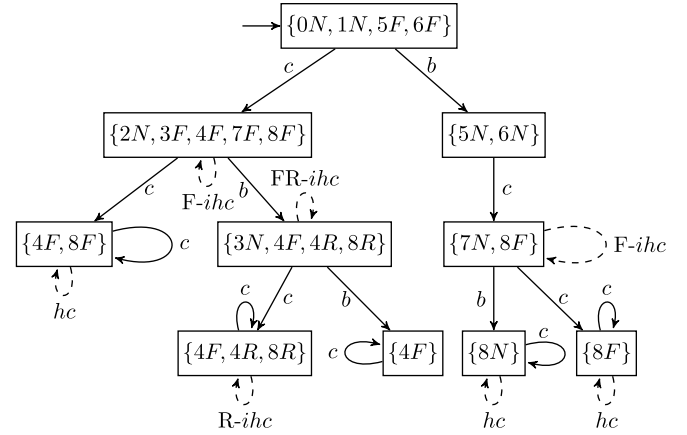 {0N, 1N, 5F, 6F}
c
b
{2N, 3F, 4F, 7F, 8F}
{5N, 6N}
c
F-ihc
b
FR-ihc
c
{4F, 8F}
c
{3N, 4F, 4R, 8R}
{7N, 8F}
F-ihc
hc
c
c
b
b
c
c
{4F, 4R, 8R}
c
{4F}
{8N}
c
{8F}
R-ihc
hc
hc